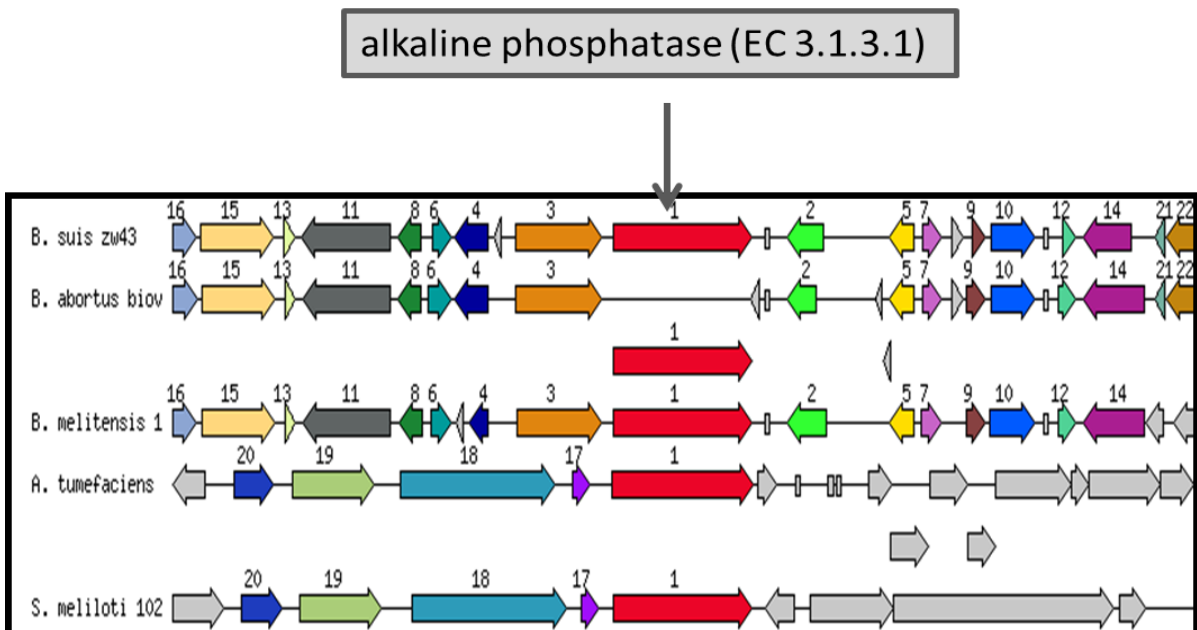 alkaline phosphatase (EC 3.1.3.1)
16 15 13 11 8 6 4 3 1 2 5 7 9 10 12 14 21 22
B. suis zw43
16 15 13 11 8 6 4 3 2 5 7 9 10 12 14 21 22
B. abortus biov
1
16 15 13 11 8 6 4 3 1 2 5 7 9 10 12 14
B. melitensis 1
20 19 18 17 1
A. tumefaciens
20 19 18 17 1
S. meliloti 102